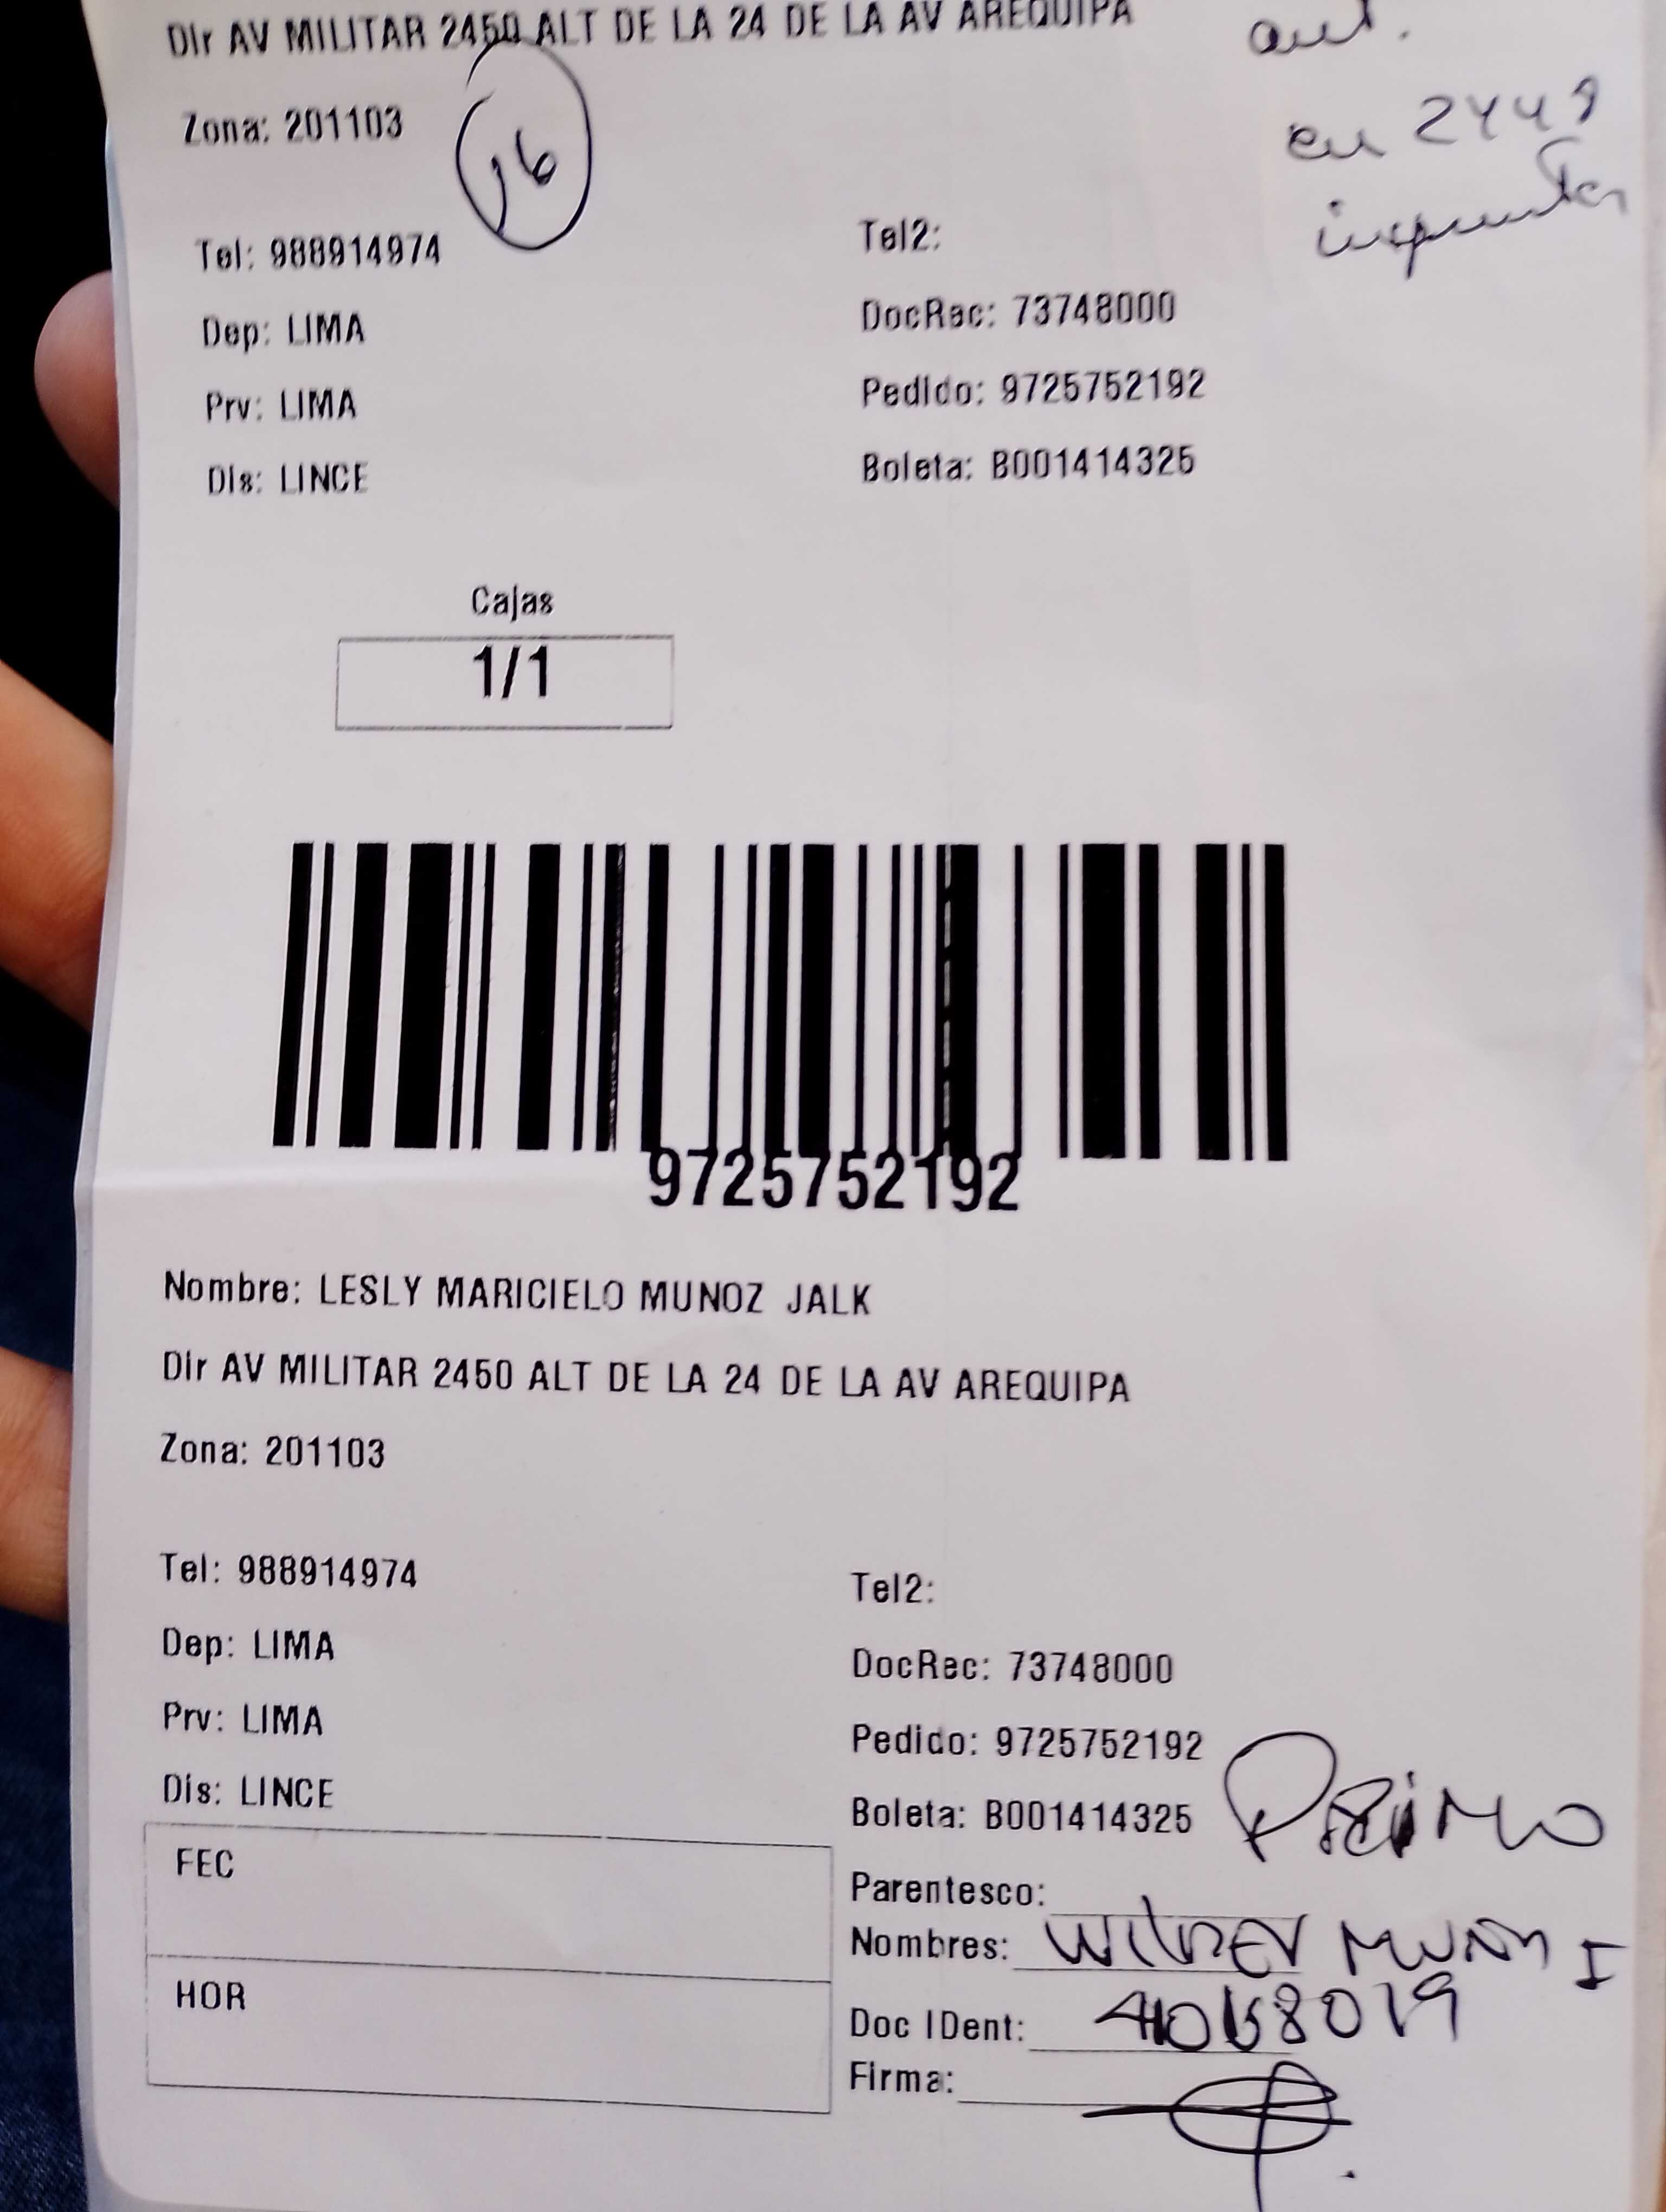 Dir AV MILITAR 2450 ALT DE LA 24 DE LA AV AREQUIPA
Zona: 201103
16
en 2449
Tel: 988914974
Tel2:
Dep: LIMA
DocRec: 73748000
Prv: LIMA
Pedido: 9725752192
Dis: LINCE
Boleta: B001414325
Cajas
1/1
9725752192
Nombre: LESLY MARICIELO MUNOZ JALK
Dir AV MILITAR 2450 ALT DE LA 24 DE LA AV AREQUIPA
Zona: 201103
Tel: 988914974
Tel2:
Dep: LIMA
DocRec: 73748000
Prv: LIMA
Pedido: 9725752192
Dis: LINCE
Boleta: B001414325
PRIMO
FEC
Parentesco:
Nombres:
HOR
Doc IDent:
Firma: